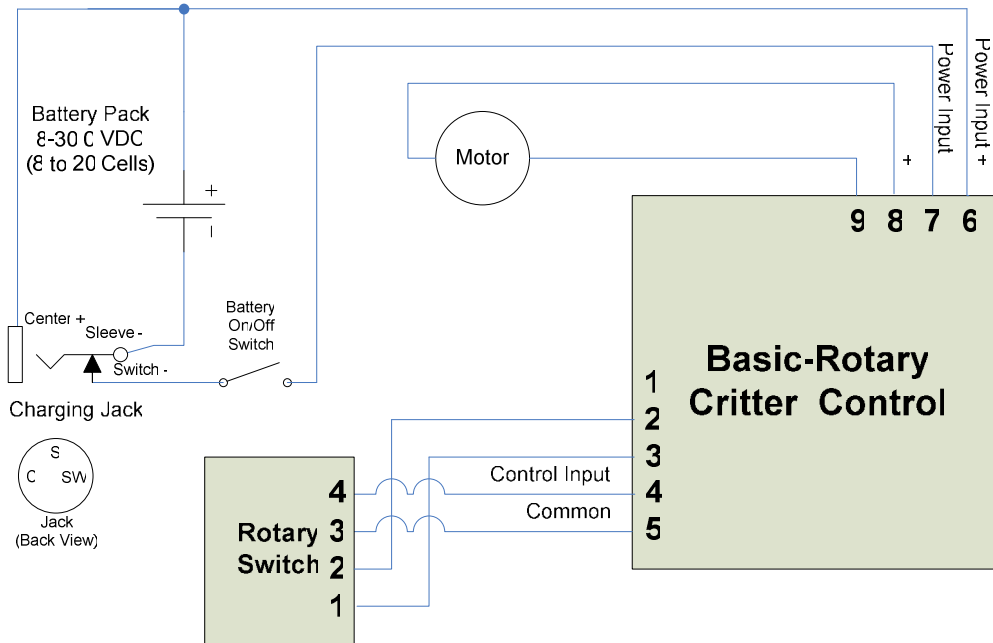 Battery Pack
8-30 0 VDC
(8 to 20 Cells)
+
-
Center +
Sleeve -
Switch -
Charging Jack
S
C SW
Jack
(Back View)
Battery
On/Off
Switch
Motor
+
Power Input
Power Input +
9 8 7 6
Basic-Rotary
Critter Control
1
2
3
4
5
Control Input
Common
Rotary
Switch
4
3
2
1